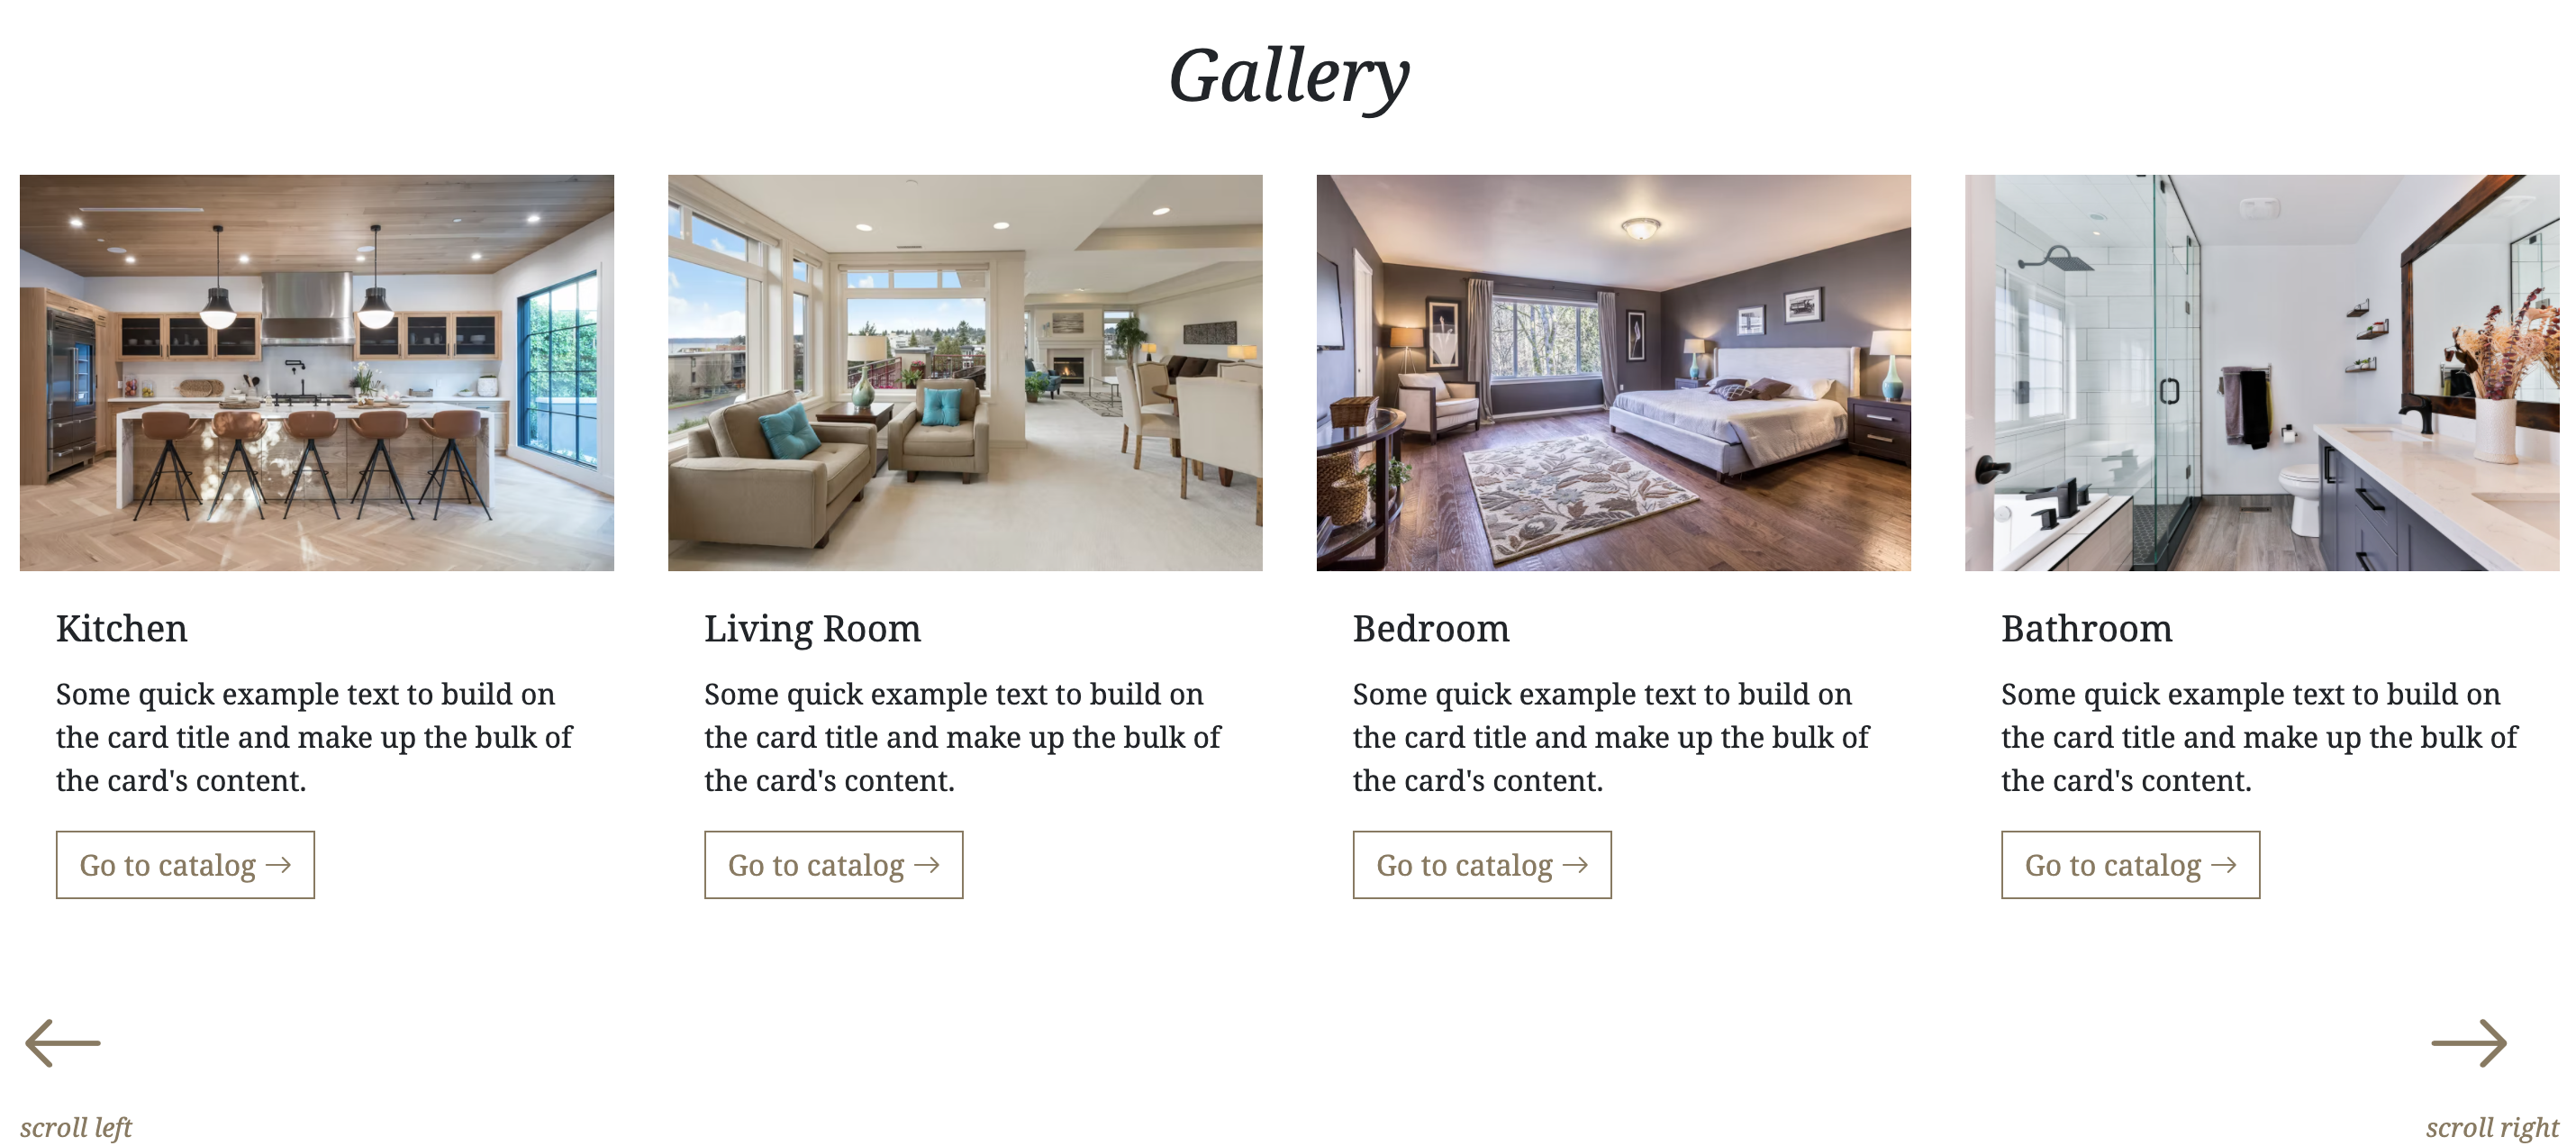 Gallery
Kitchen
Some quick example text to build on
the card title and make up the bulk of
the card's content.
Go to catalog →
Living Room
Some quick example text to build on
the card title and make up the bulk of
the card's content.
Go to catalog →
Bedroom
Some quick example text to build on
the card title and make up the bulk of
the card's content.
Go to catalog →
Bathroom
Some quick example text to build on
the card title and make up the bulk of
the card's content.
Go to catalog →
scroll left
scroll right